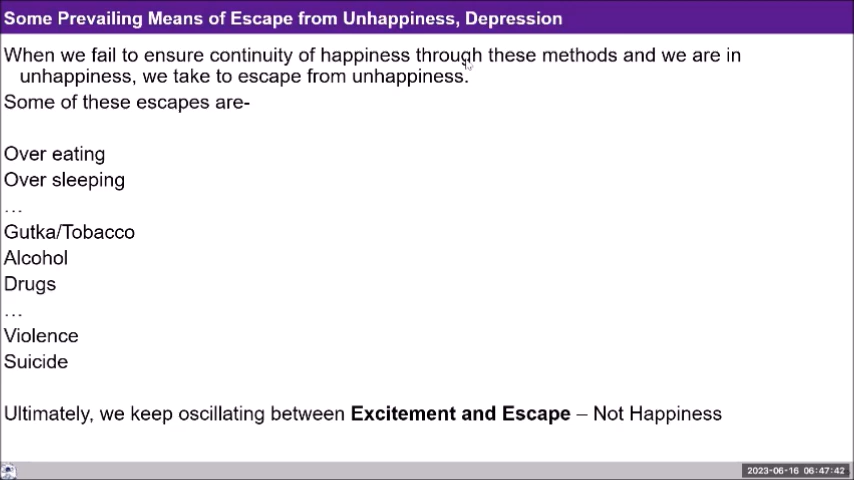 Some Prevailing Means of Escape from Unhappiness, Depression
When we fail to ensure continuity of happiness through these methods and we are in
unhappiness, we take to escape from unhappiness.
Some of these escapes are-
Over eating
Over sleeping
…
Gutka/Tobacco
Alcohol
Drugs
…
Violence
Suicide
Ultimately, we keep oscillating between Excitement and Escape – Not Happiness
2023-06-16 06:47:42